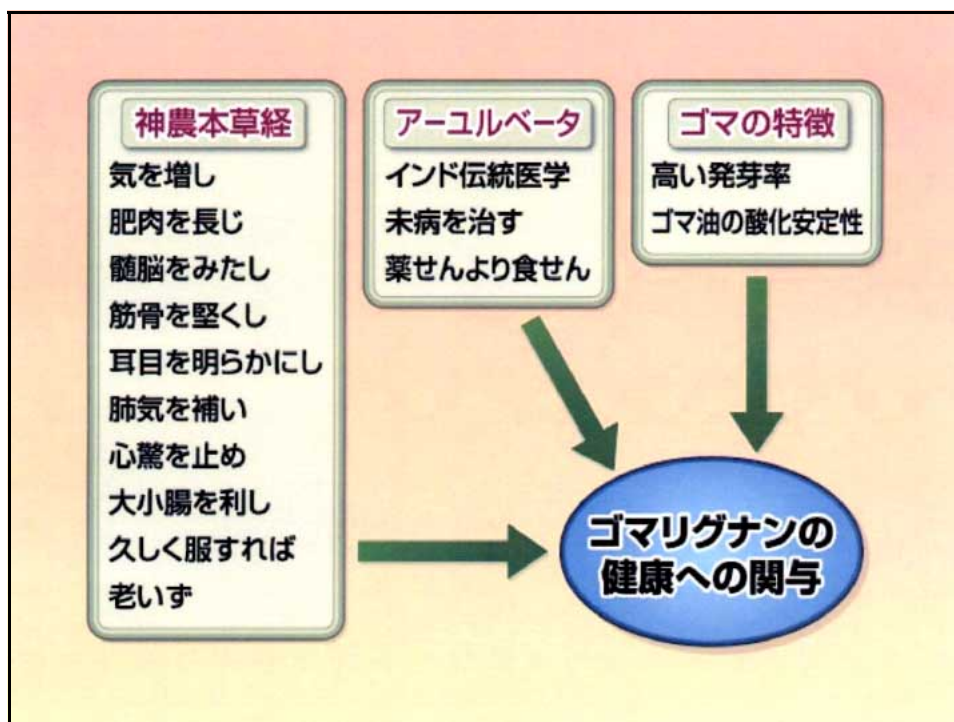 神農本草経
気を増し
肥肉を長じ
髄脳をみたし
筋骨を堅くし
耳目を明らかにし
肺気を補い
心驚を止め
大小腸を利し
久しく服すれば
老いず
アーユルベータ
インド伝統医学
未病を治す
薬せんより食せん
ゴマの特徴
高い発芽率
ゴマ油の酸化安定性
ゴマリグナンの
健康への関与